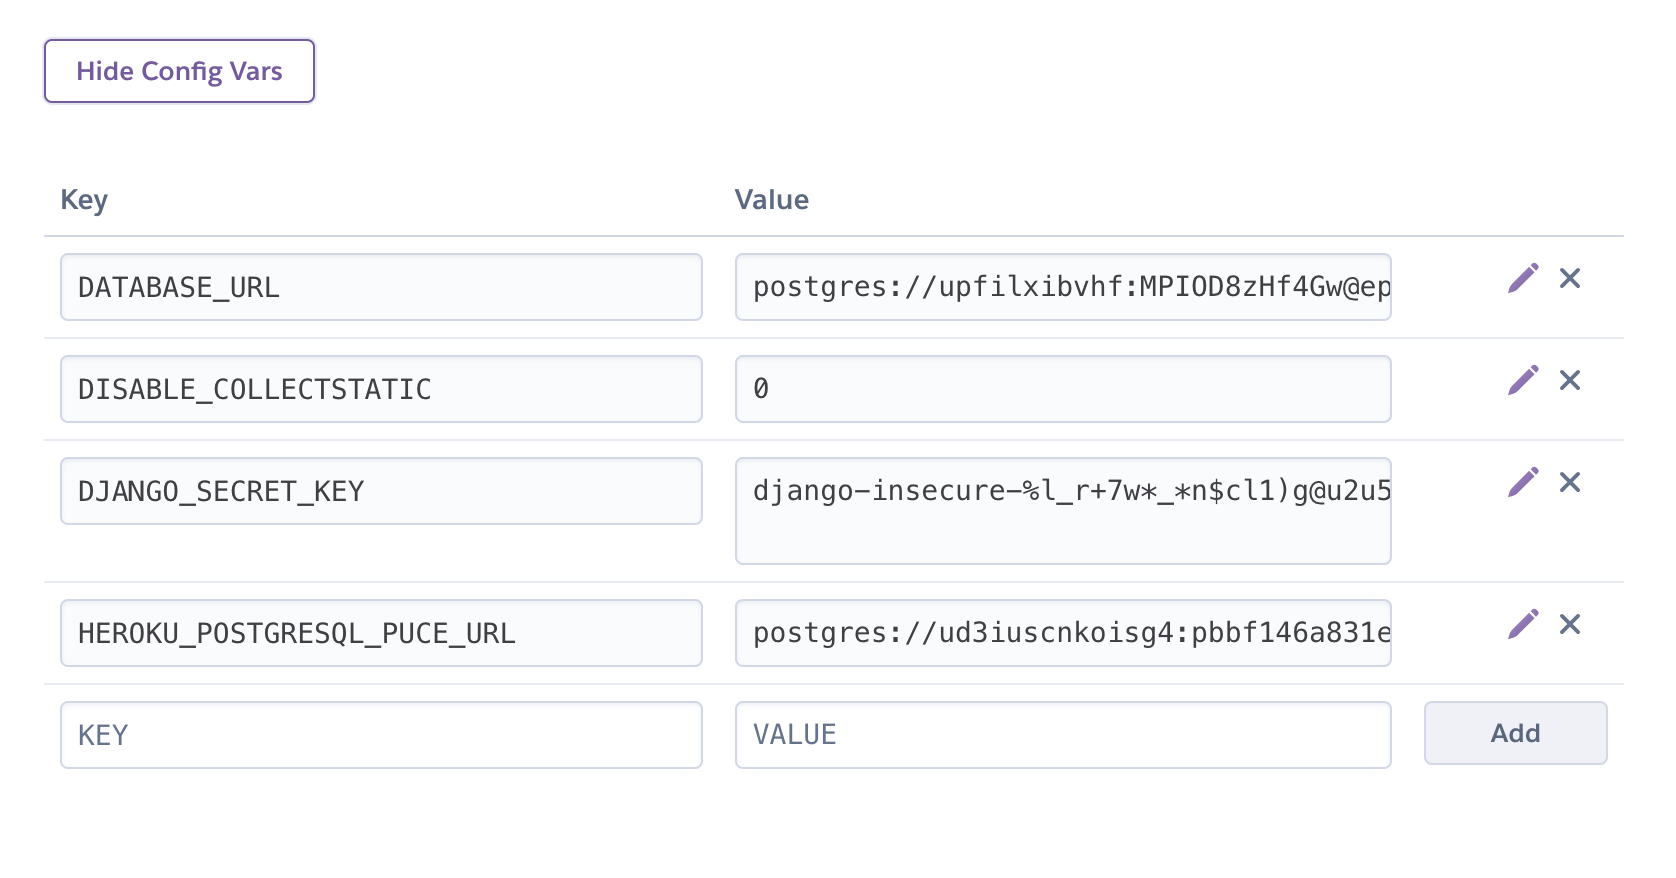 Hide Config Vars
Key Value
DATABASE_URL postgres://upfilxibvhf:MPIOD8zHf4Gw@ep
DISABLE_COLLECTSTATIC 0
DJANGO_SECRET_KEY django-insecure-%l_r+7w*_*n$cl1)g@u2u5
HEROKU_POSTGRESQL_PUCE_URL postgres://ud3iuscnkoisg4:pbbf146a831e
KEY VALUE Add